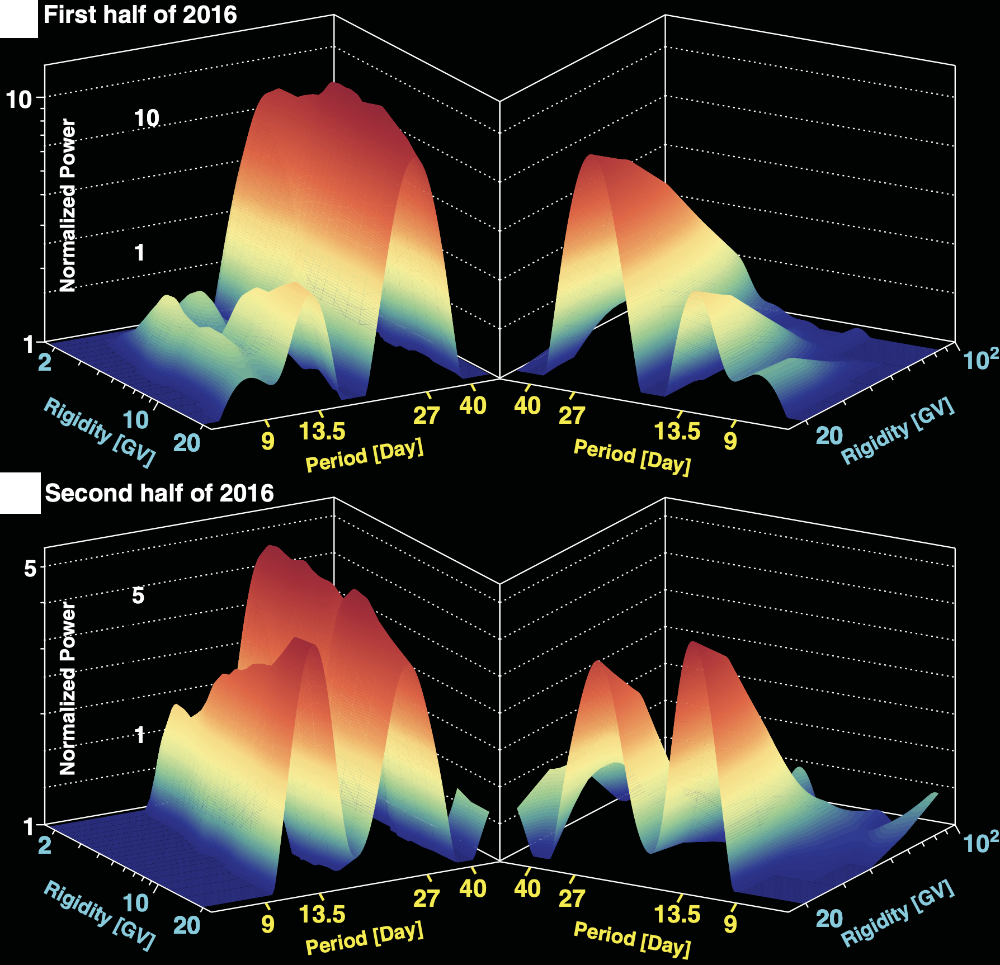 First half of 2016
10
10
1
1
Normalized Power
2
10
20
Rigidity [GV]
9
13.5
27
40
Period [Day]
40
27
13.5
9
Period [Day]
20
10²
Rigidity [GV]
Second half of 2016
5
5
1
1
Normalized Power
2
10
20
Rigidity [GV]
9
13.5
27
40
Period [Day]
40
27
13.5
9
Period [Day]
20
10²
Rigidity [GV]